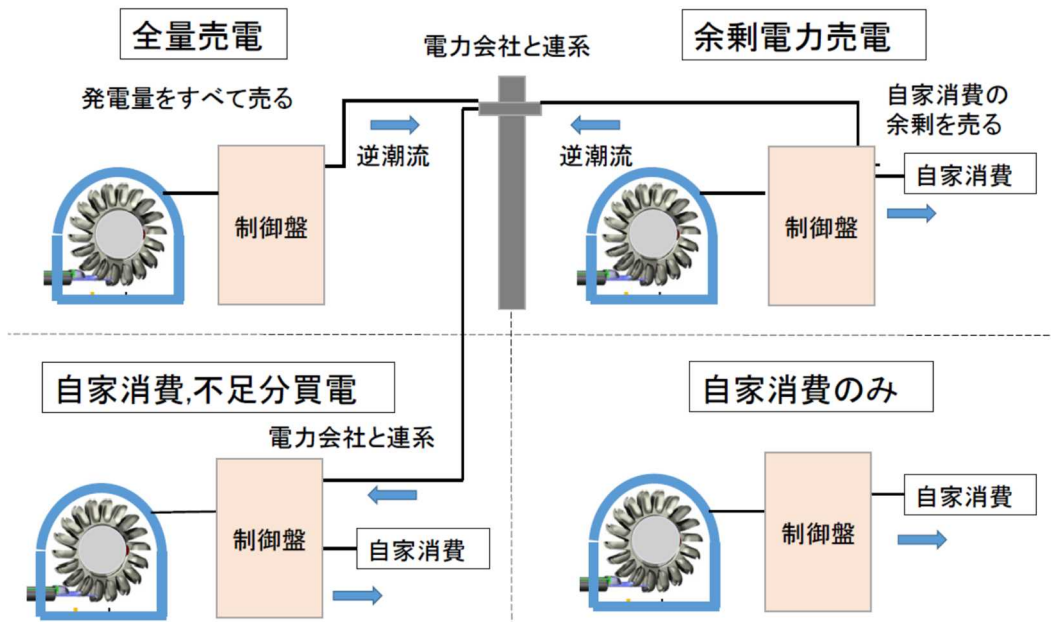 全量売電
電力会社と連系
余剰電力売電
発電量をすべて売る
自家消費の
余剰を売る
逆潮流
逆潮流
自家消費
制御盤
制御盤
自家消費,不足分買電
自家消費のみ
電力会社と連系
制御盤
自家消費
制御盤
自家消費